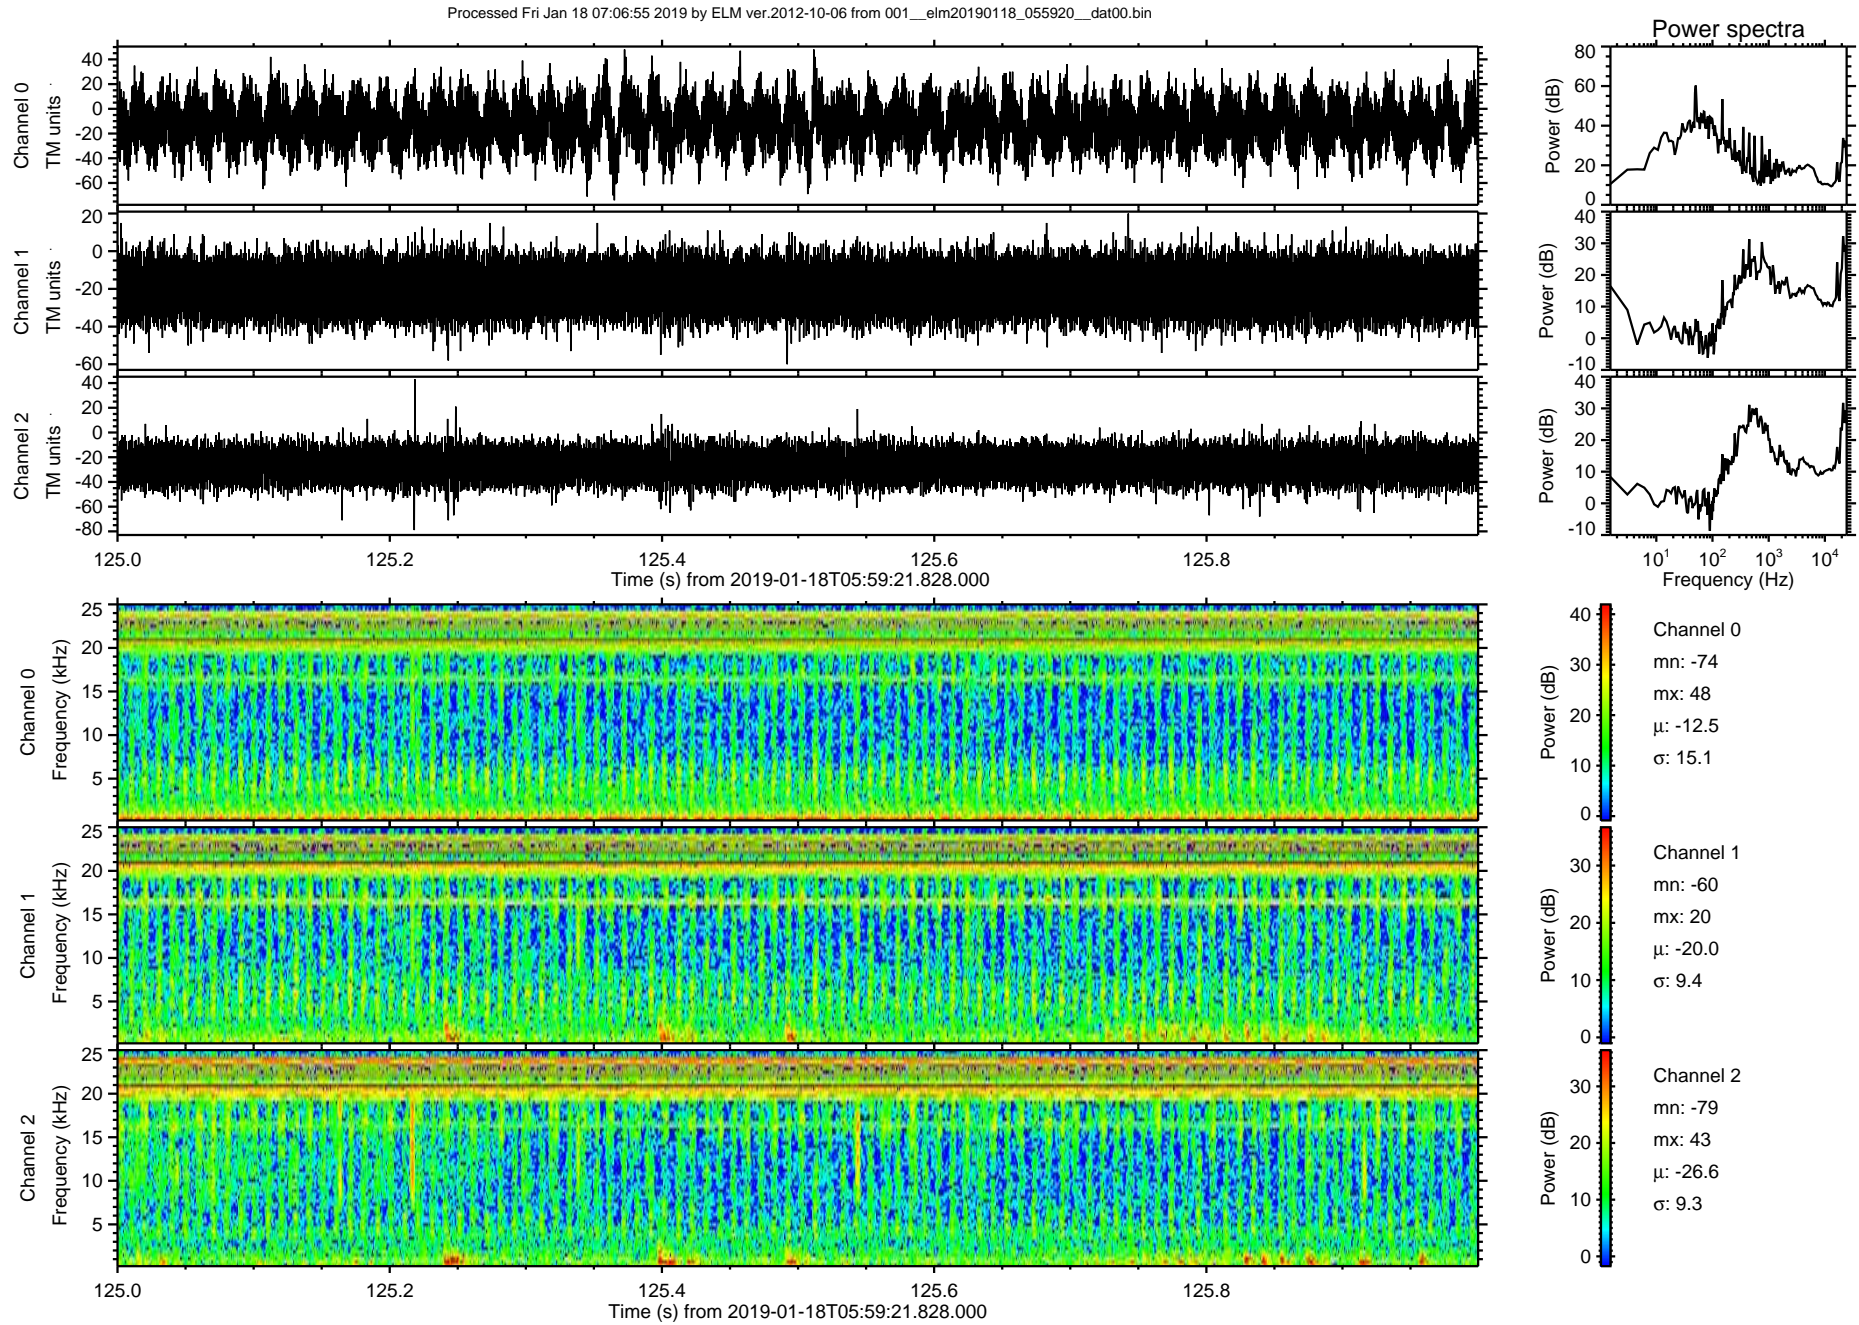 Processed Fri Jan 18 07:06:55 2019 by ELM ver.2012-10-06 from 001__elm20190118_055920__dat00.bin
Power spectra
Channel 0
TM units
40
20
0
-20
-40
-60
Power (dB)
80
60
40
20
0
Channel 1
TM units
20
0
-20
-40
-60
Power (dB)
40
30
20
10
0
-10
Channel 2
TM units
40
20
0
-20
-40
-60
-80
Power (dB)
40
30
20
10
0
-10
125.0 125.2 125.4 125.6 125.8
Time (s) from 2019-01-18T05:59:21.828.000
10¹ 10² 10³ 10⁴
Frequency (Hz)
Channel 0
Frequency (kHz)
25
20
15
10
5
Power (dB)
40
30
20
10
0
Channel 0
mn: -74
mx: 48
μ: -12.5
σ: 15.1
Channel 1
Frequency (kHz)
25
20
15
10
5
Power (dB)
30
20
10
0
Channel 1
mn: -60
mx: 20
μ: -20.0
σ: 9.4
Channel 2
Frequency (kHz)
25
20
15
10
5
Power (dB)
30
20
10
0
Channel 2
mn: -79
mx: 43
μ: -26.6
σ: 9.3
125.0 125.2 125.4 125.6 125.8
Time (s) from 2019-01-18T05:59:21.828.000